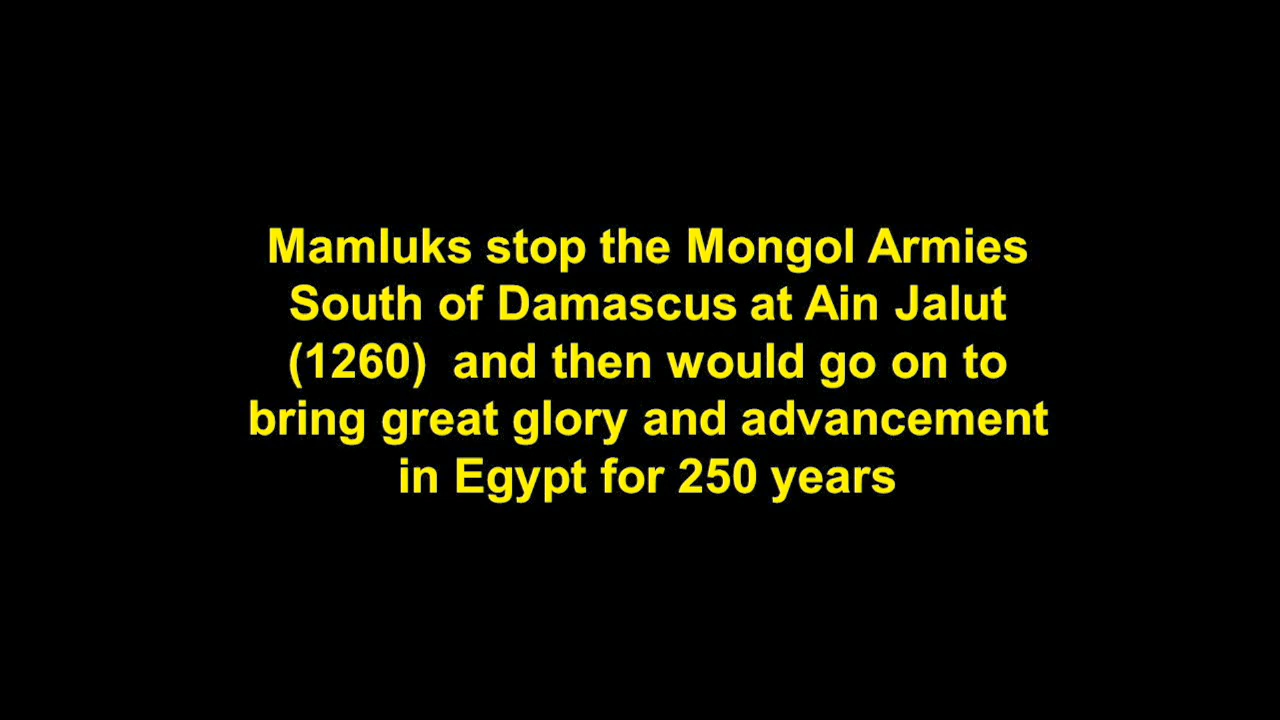 Mamluks stop the Mongol Armies
South of Damascus at Ain Jalut
(1260)  and then would go on to
bring great glory and advancement
in Egypt for 250 years